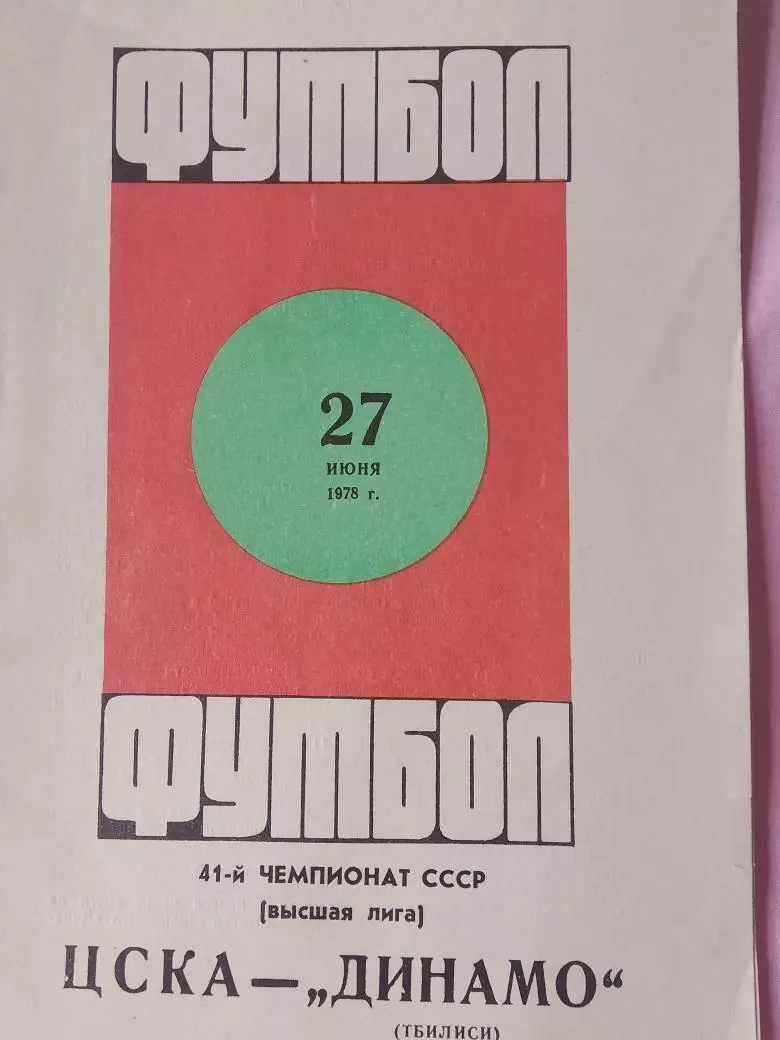 ФУТБОЛ
27
ИЮНЯ
1978 г.
ФУТБОЛ
41-й ЧЕМПИОНАТ СССР
(высшая лига)
ЦСКА — „ДИНАМО“
(ТБИЛИСИ)